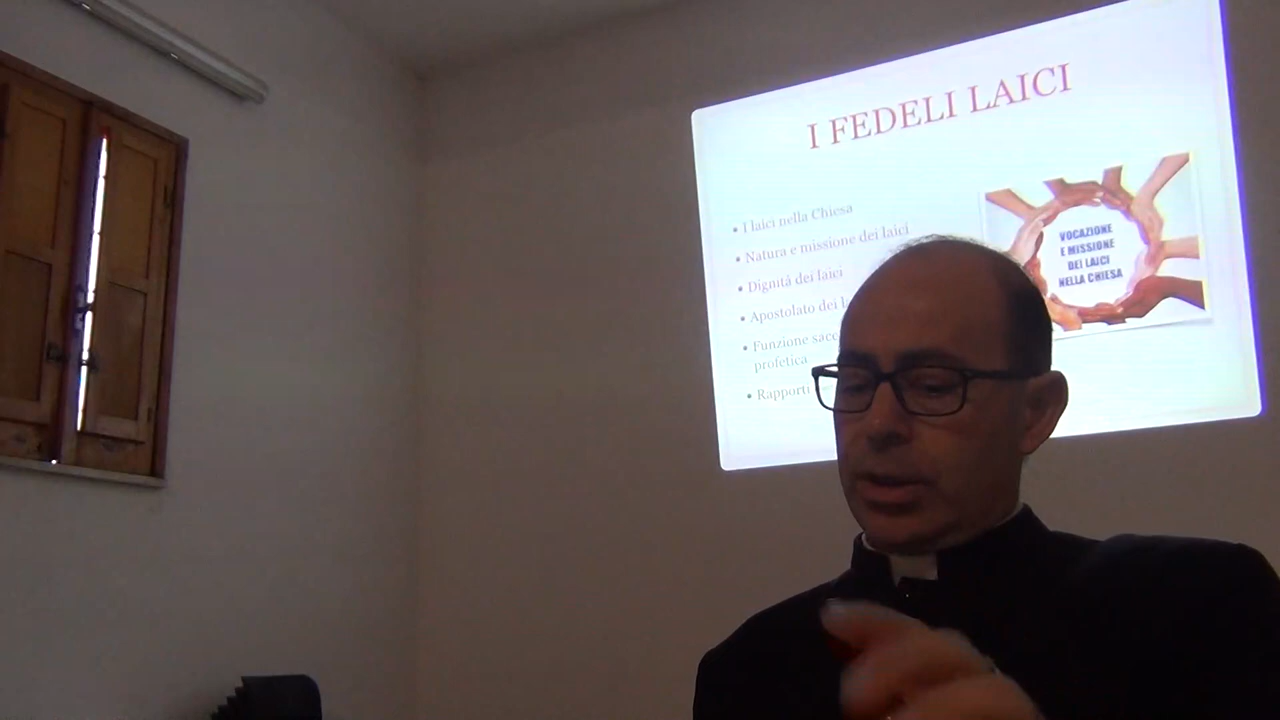 I FEDELI LAICI
• I laici nella Chiesa
• Natura e missione dei laici
• Dignità dei laici
• Apostolato dei
• Funzione
profetica
• Rapporti
VOCAZIONE
E MISSIONE
DEI LAICI
NELLA CHIESA